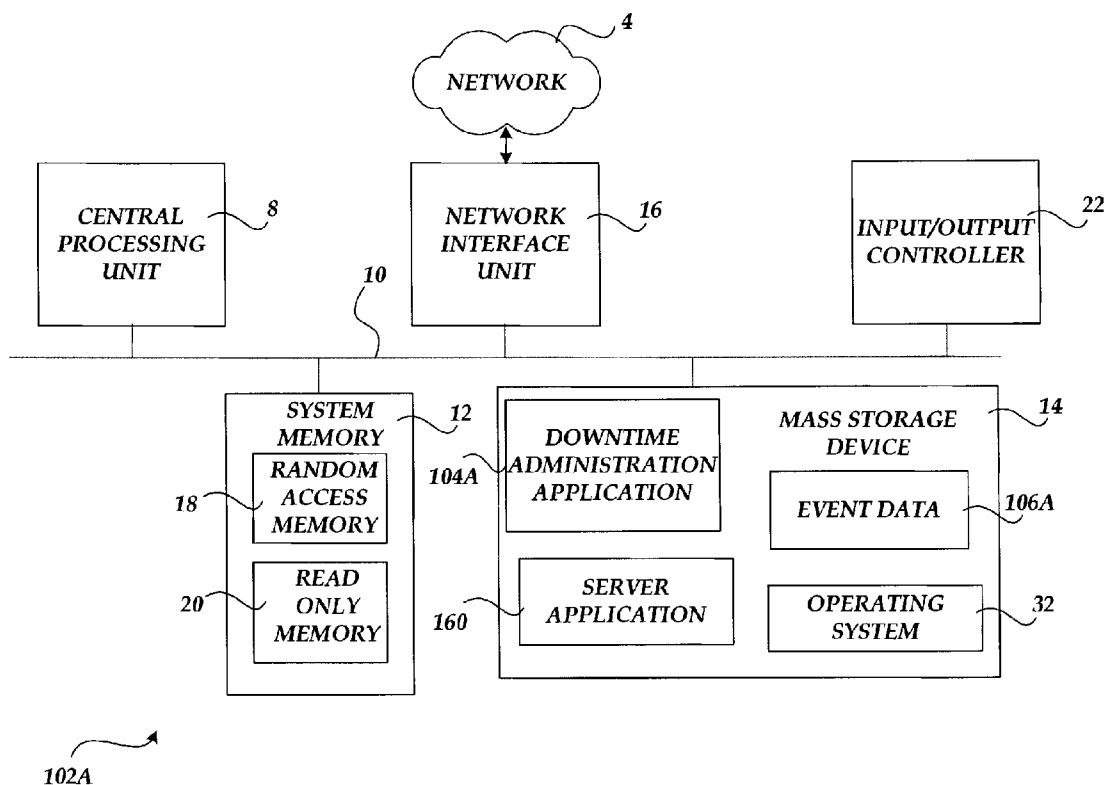 4
NETWORK
CENTRAL
PROCESSING
UNIT
8
NETWORK
INTERFACE
UNIT
16
INPUT/OUTPUT
CONTROLLER
22
10
SYSTEM
MEMORY
12
RANDOM
ACCESS
MEMORY
18
READ
ONLY
MEMORY
20
DOWNTIME
ADMINISTRATION
APPLICATION
104A
MASS STORAGE
DEVICE
14
EVENT DATA
106A
SERVER
APPLICATION
160
OPERATING
SYSTEM
32
102A